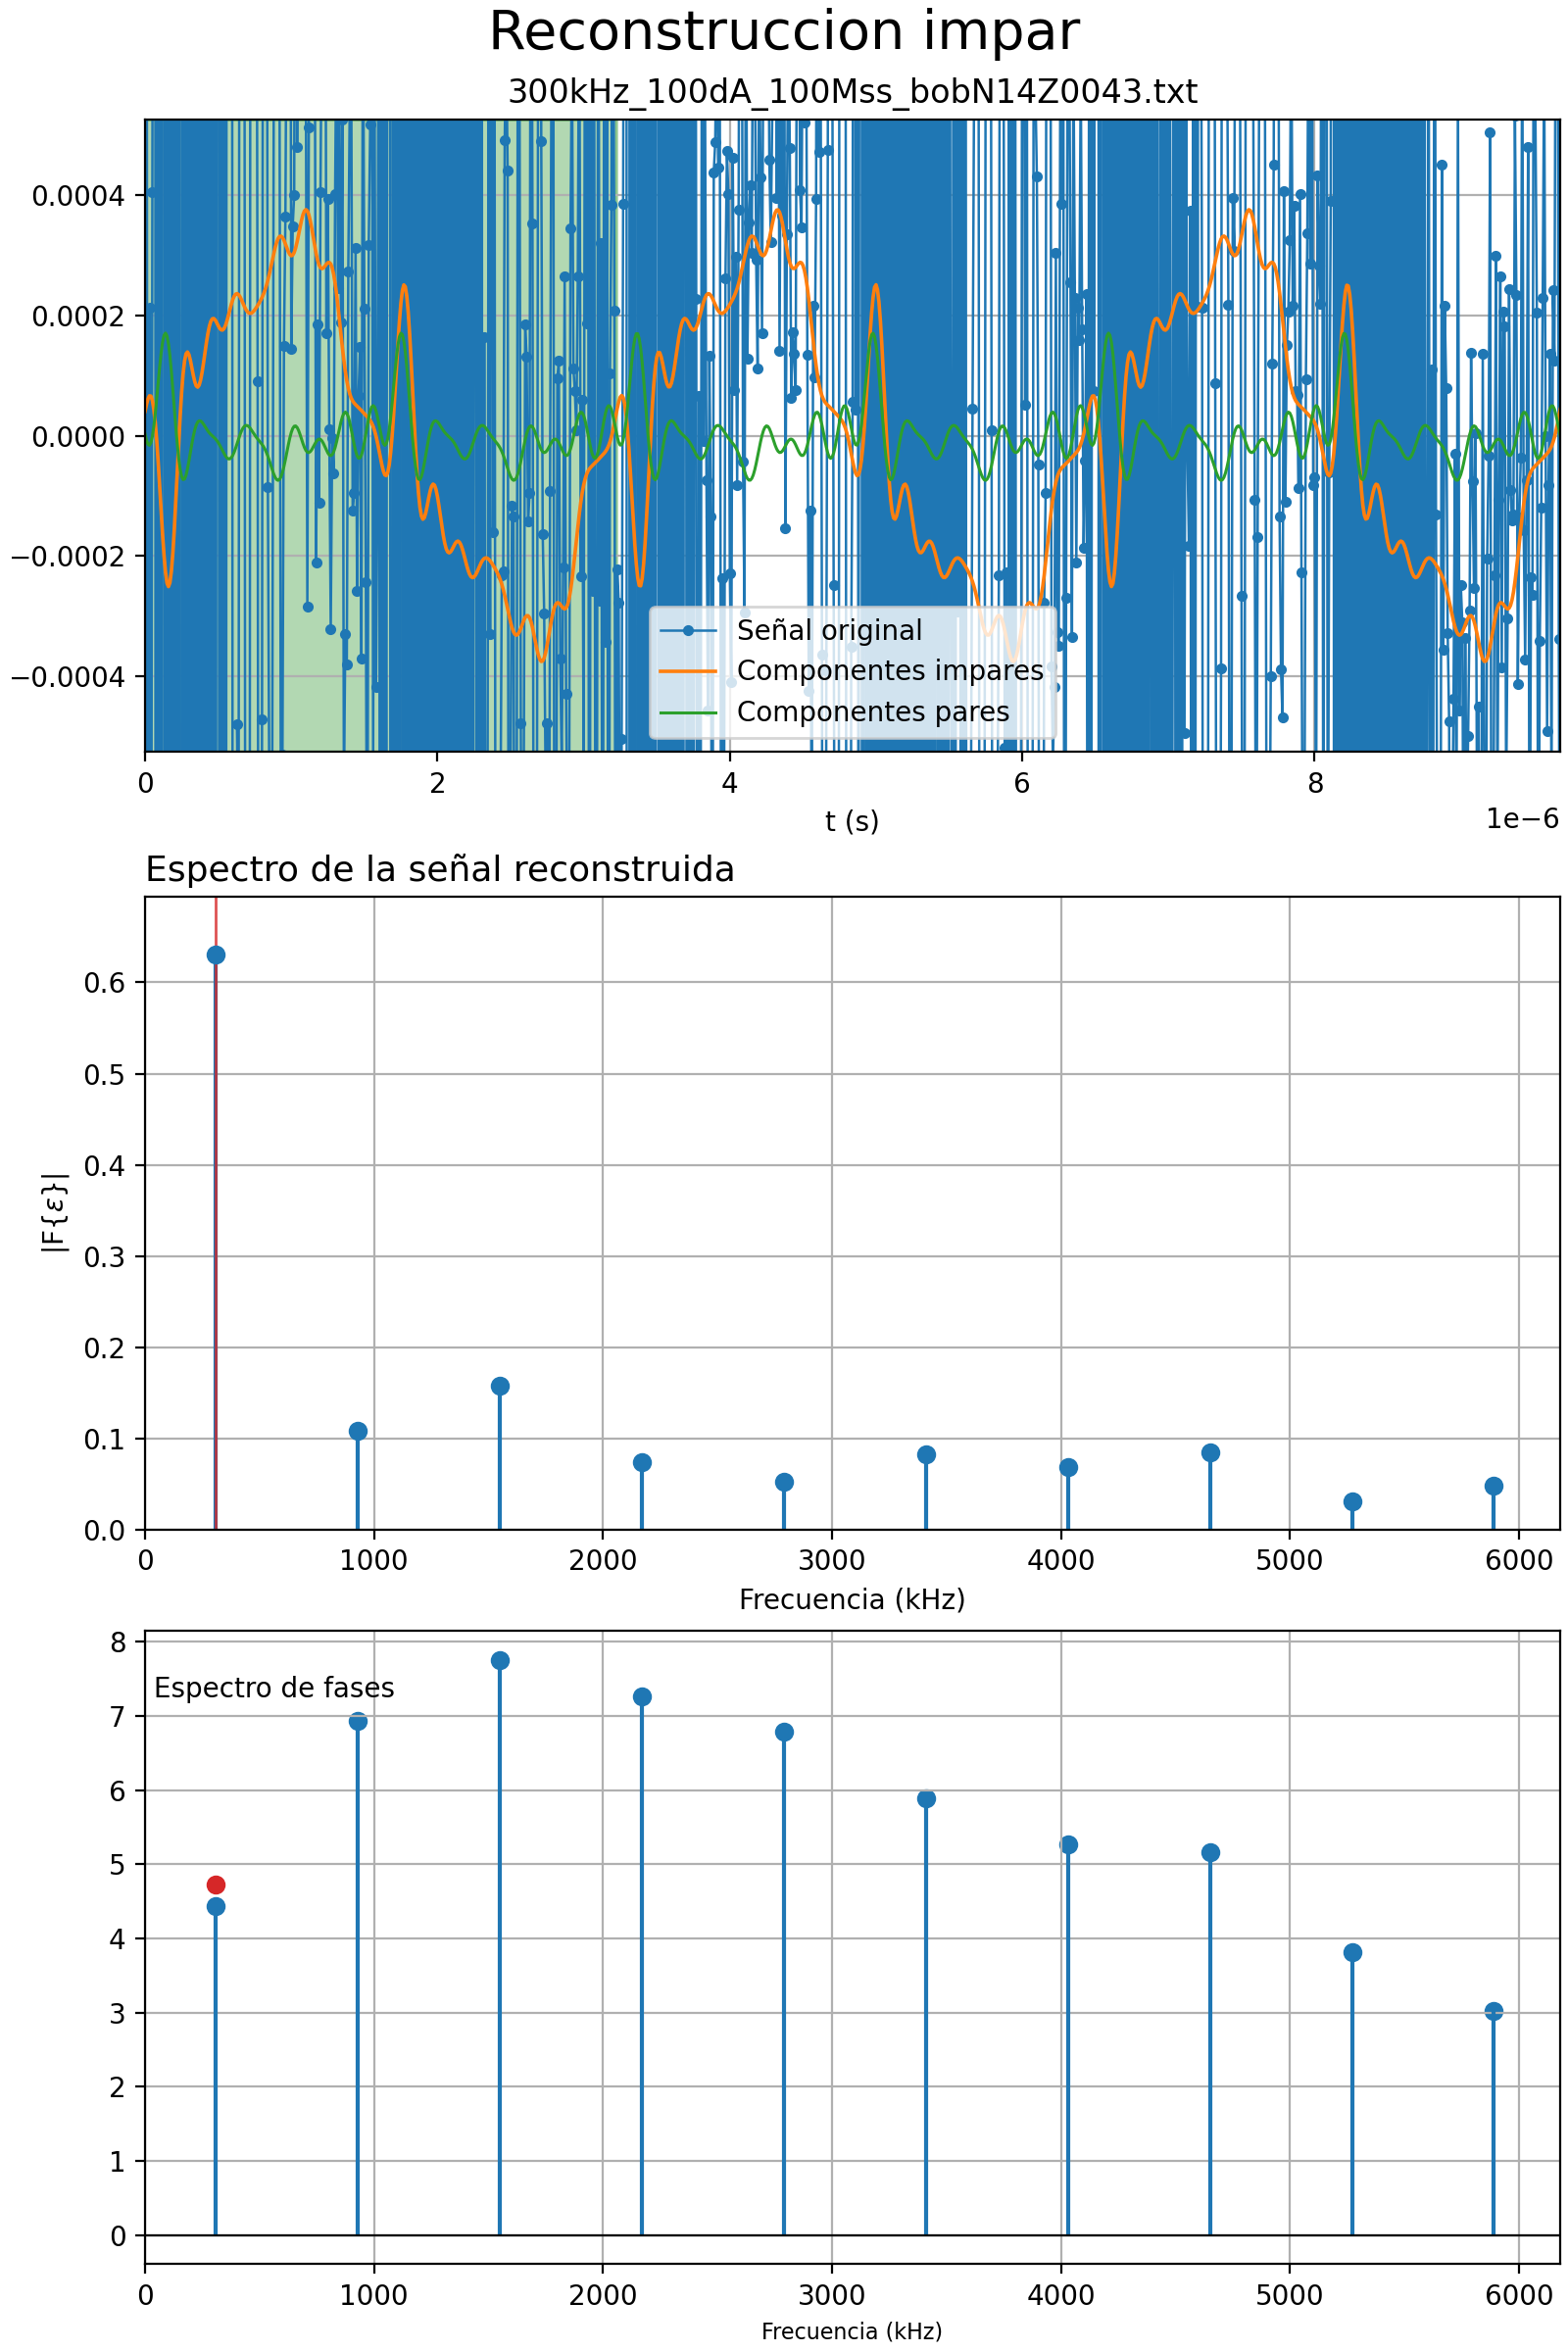 Reconstruccion impar
300kHz_100dA_100Mss_bobN14Z0043.txt
0.0004
0.0002
0.0000
−0.0002
−0.0004
Señal original
Componentes impares
Componentes pares
0 2 4 6 8
t (s)
1e−6
Espectro de la señal reconstruida
0.6
0.5
0.4
0.3
0.2
0.1
0.0
|F{ε}|
0 1000 2000 3000 4000 5000 6000
Frecuencia (kHz)
8
Espectro de fases
7
6
5
4
3
2
1
0
0 1000 2000 3000 4000 5000 6000
Frecuencia (kHz)